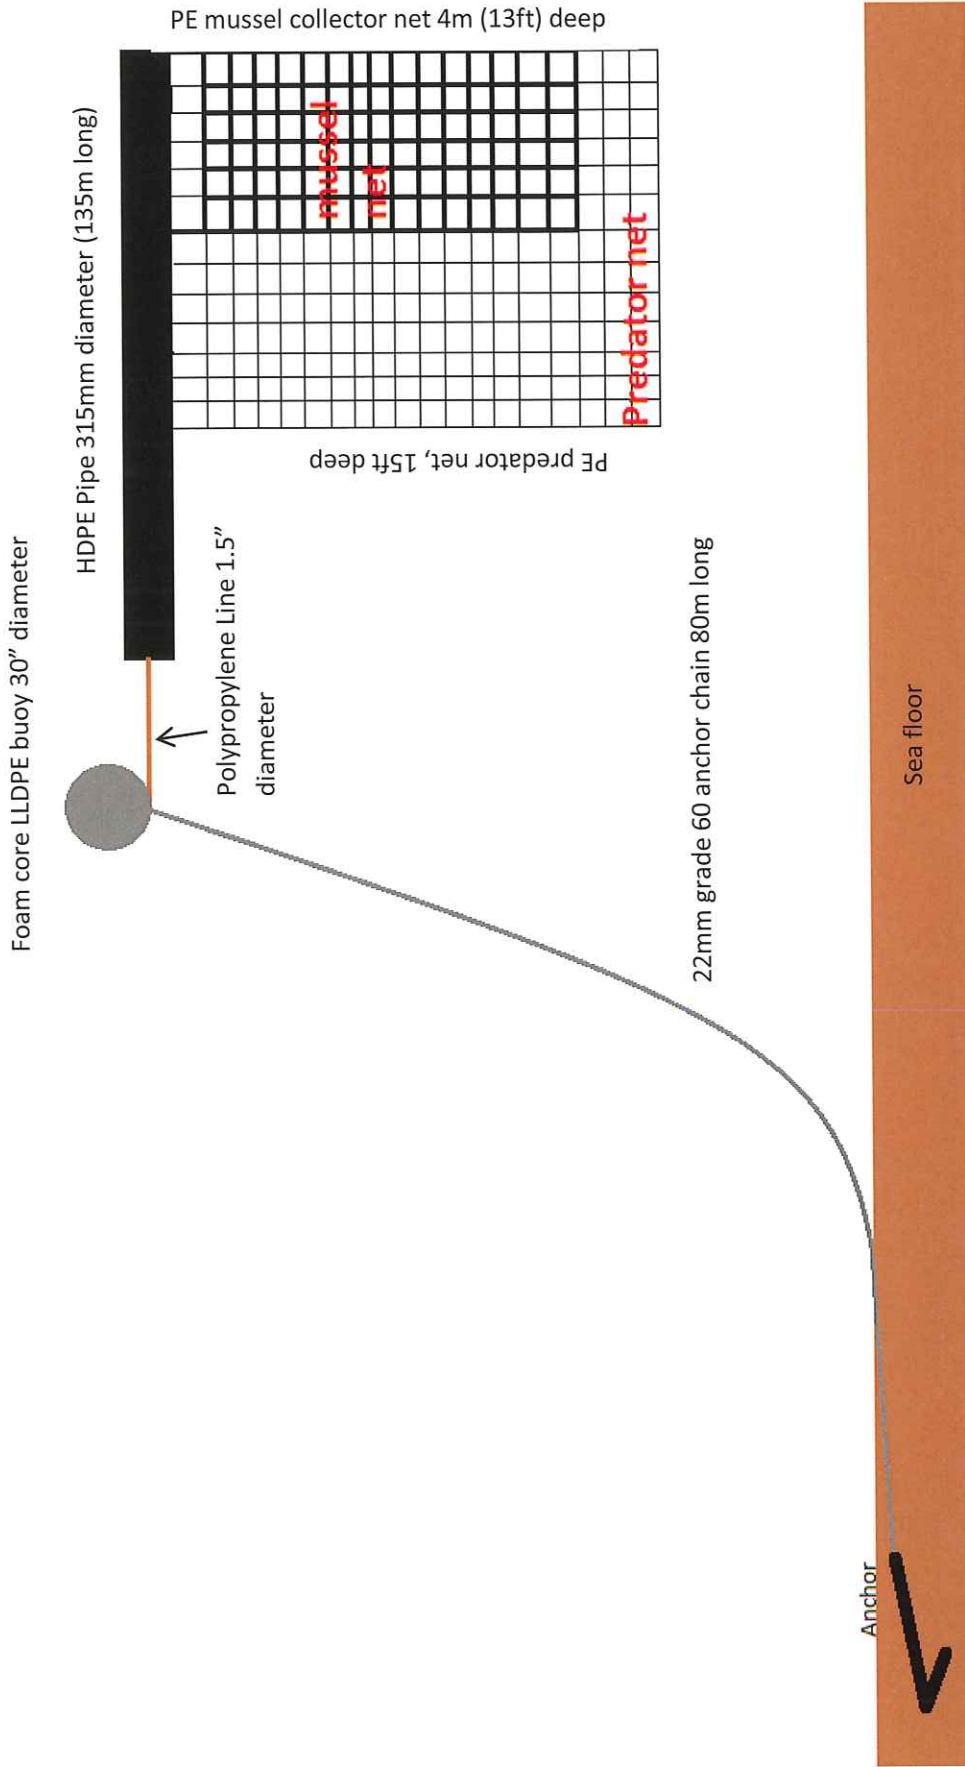 Foam core LLDPE buoy 30” diameter
HDPE Pipe 315mm diameter (135m long)
PE mussel collector net 4m (13ft) deep
Polypropylene Line 1.5”
diameter
mussel
net
PE predator net, 15ft deep
Predator net
22mm grade 60 anchor chain 80m long
Anchor
Sea floor